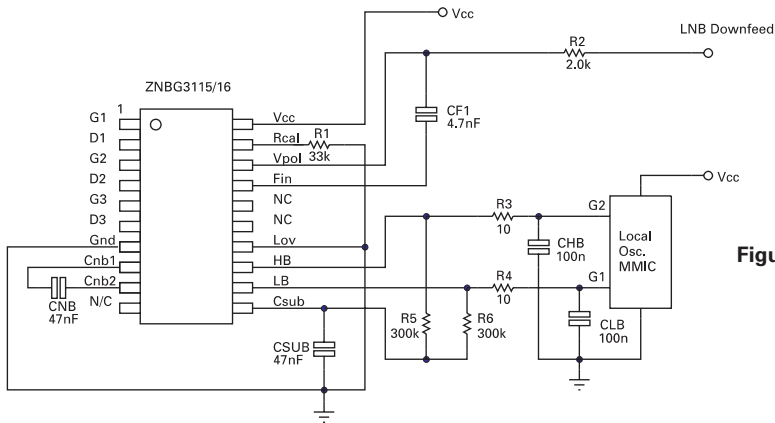 Vcc
LNB Downfeed
R2
2.0k
ZNBG3115/16
1
G1
D1
G2
D2
G3
D3
Gnd
Cnb1
Cnb2
N/C
Vcc
Rcal
Vpol
Fin
NC
NC
Lov
HB
LB
Csub
R1
33k
CF1
4.7nF
Vcc
R3
10
G2
CHB
100n
Local
Osc.
MMIC
R4
10
G1
CLB
100n
R5
300k
R6
300k
CNB
47nF
CSUB
47nF
Figu